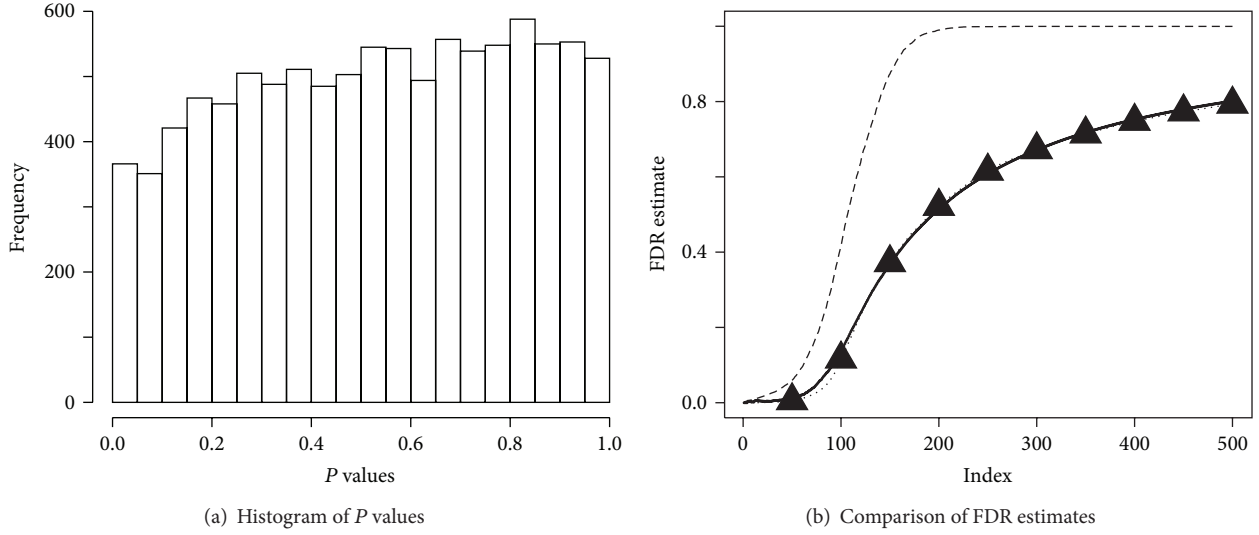 600
400
200
0
Frequency
0.0 0.2 0.4 0.6 0.8 1.0
P values
(a) Histogram of P values
0.8
0.4
0.0
FDR estimate
0 100 200 300 400 500
Index
(b) Comparison of FDR estimates